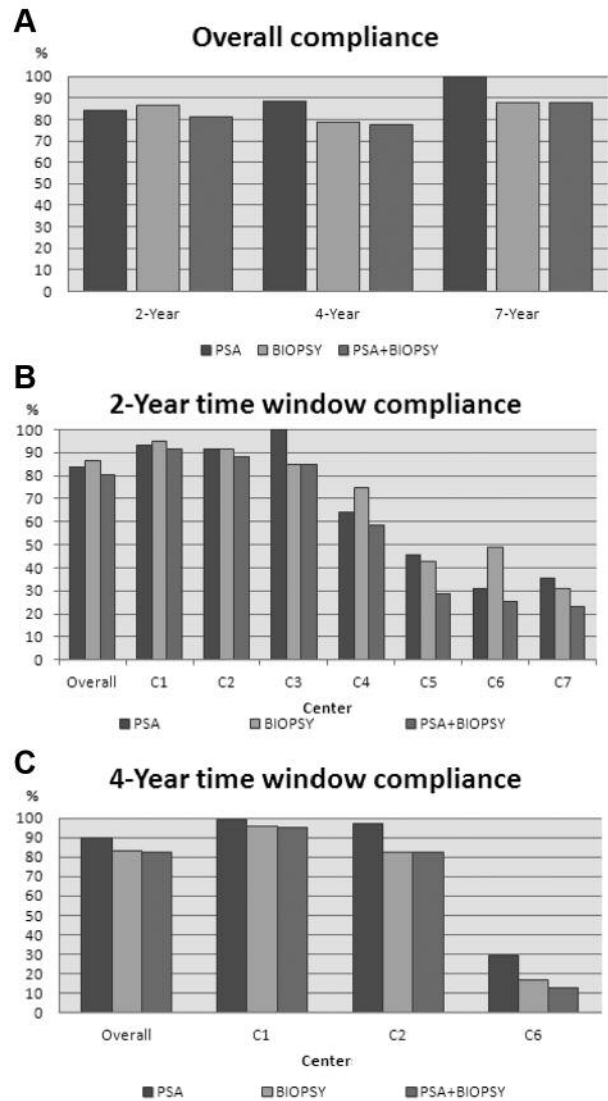 A
Overall compliance
%
100
90
80
70
60
50
40
30
20
10
0
2-Year 4-Year 7-Year
PSA BIOPSY PSA+BIOPSY
B
2-Year time window compliance
%
100
90
80
70
60
50
40
30
20
10
0
Overall C1 C2 C3 C4 C5 C6 C7
Center
PSA BIOPSY PSA+BIOPSY
C
4-Year time window compliance
%
100
90
80
70
60
50
40
30
20
10
0
Overall C1 C2 C6
Center
PSA BIOPSY PSA+BIOPSY